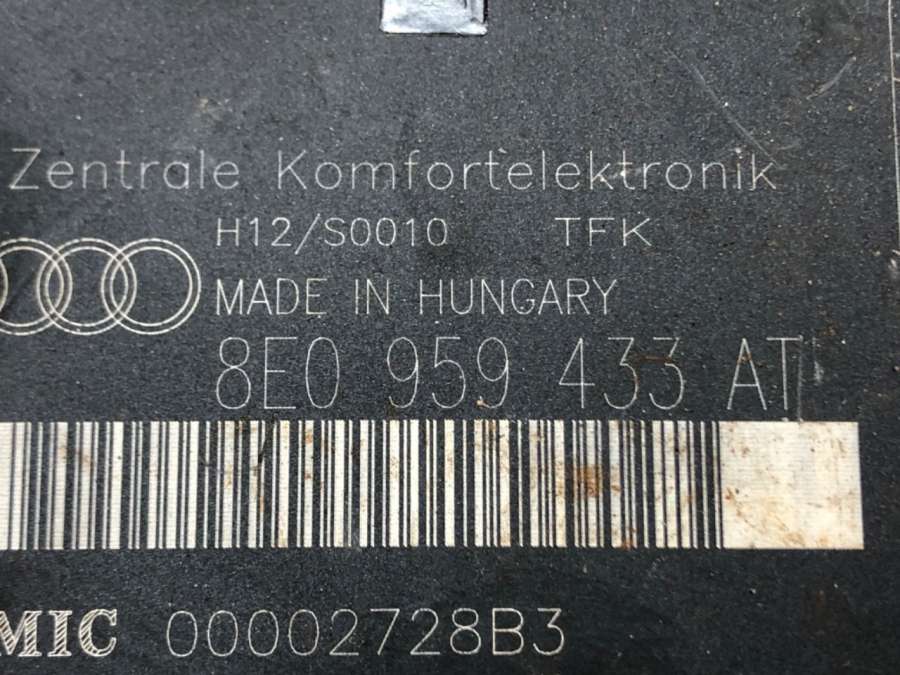 Zentrale Komfortelektronik
H12/S0010 TFK
MADE IN HUNGARY
8E0 959 433 AT
MIC 00002728B3